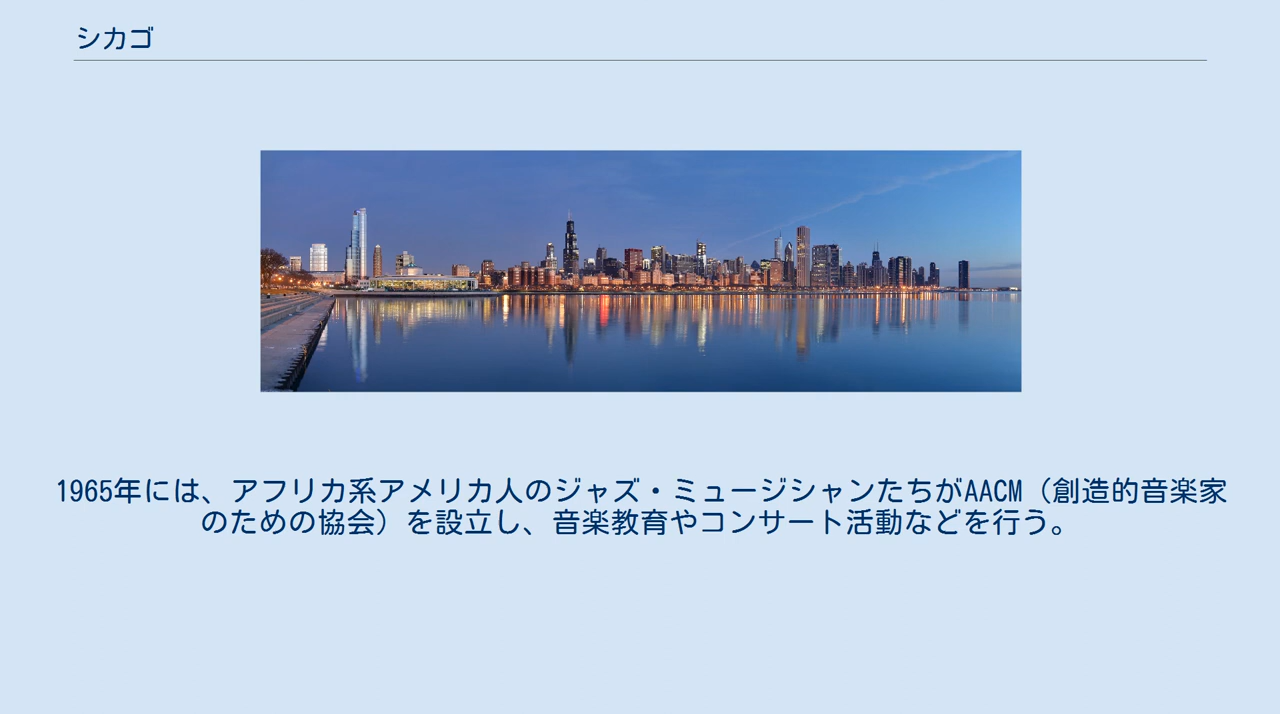 シカゴ
1965年には、アフリカ系アメリカ人のジャズ・ミュージシャンたちがAACM（創造的音楽家
のための協会）を設立し、音楽教育やコンサート活動などを行う。